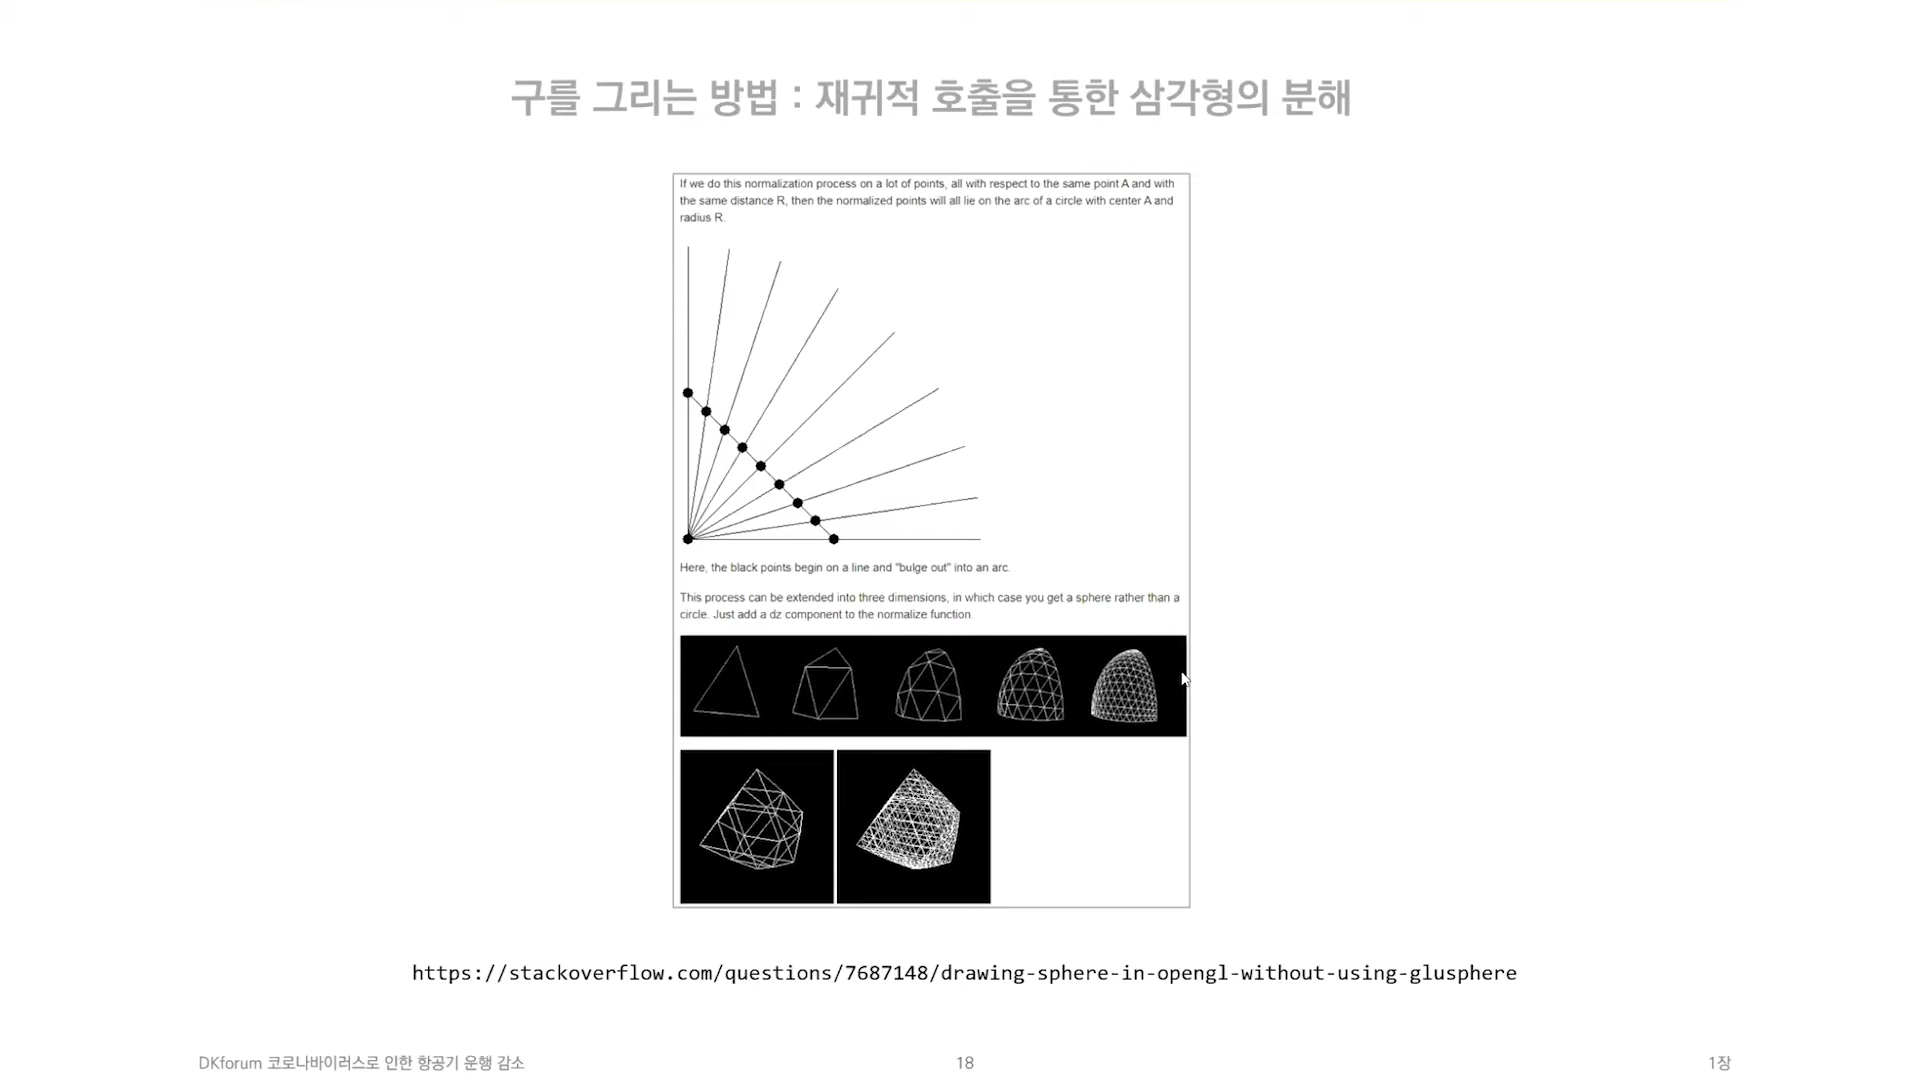 구를 그리는 방법 : 재귀적 호출을 통한 삼각형의 분해
If we do this normalization process on a lot of points, all with respect to the same point A and with
the same distance R, then the normalized points will all lie on the arc of a circle with center A and
radius R.
Here, the black points begin on a line and "bulge out" into an arc.
This process can be extended into three dimensions, in which case you get a sphere rather than a
circle. Just add a dz component to the normalize function.
https://stackoverflow.com/questions/7687148/drawing-sphere-in-opengl-without-using-glusphere
DKforum 코로나바이러스로 인한 항공기 운행 감소
18
1장